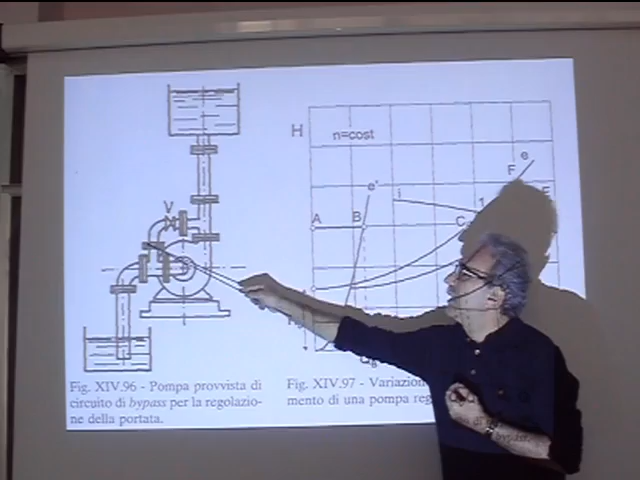 V
Fig. XIV.96 - Pompa provvista di
circuito di bypass per la regolazio-
ne della portata.
H
n=cost
e
F
e'
i
E
1
A
B
C
Fig. XIV.97 - Variazion
mento di una pompa reg